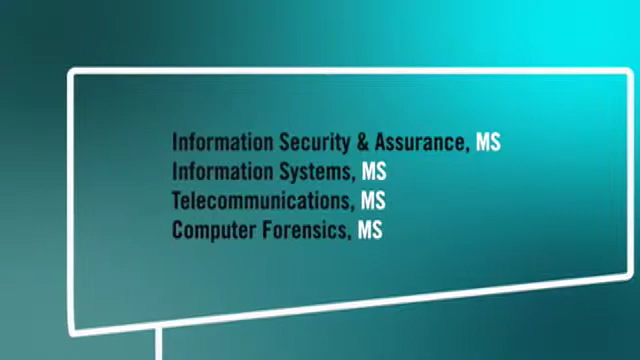 Information Security & Assurance, MS
Information Systems, MS
Telecommunications, MS
Computer Forensics, MS